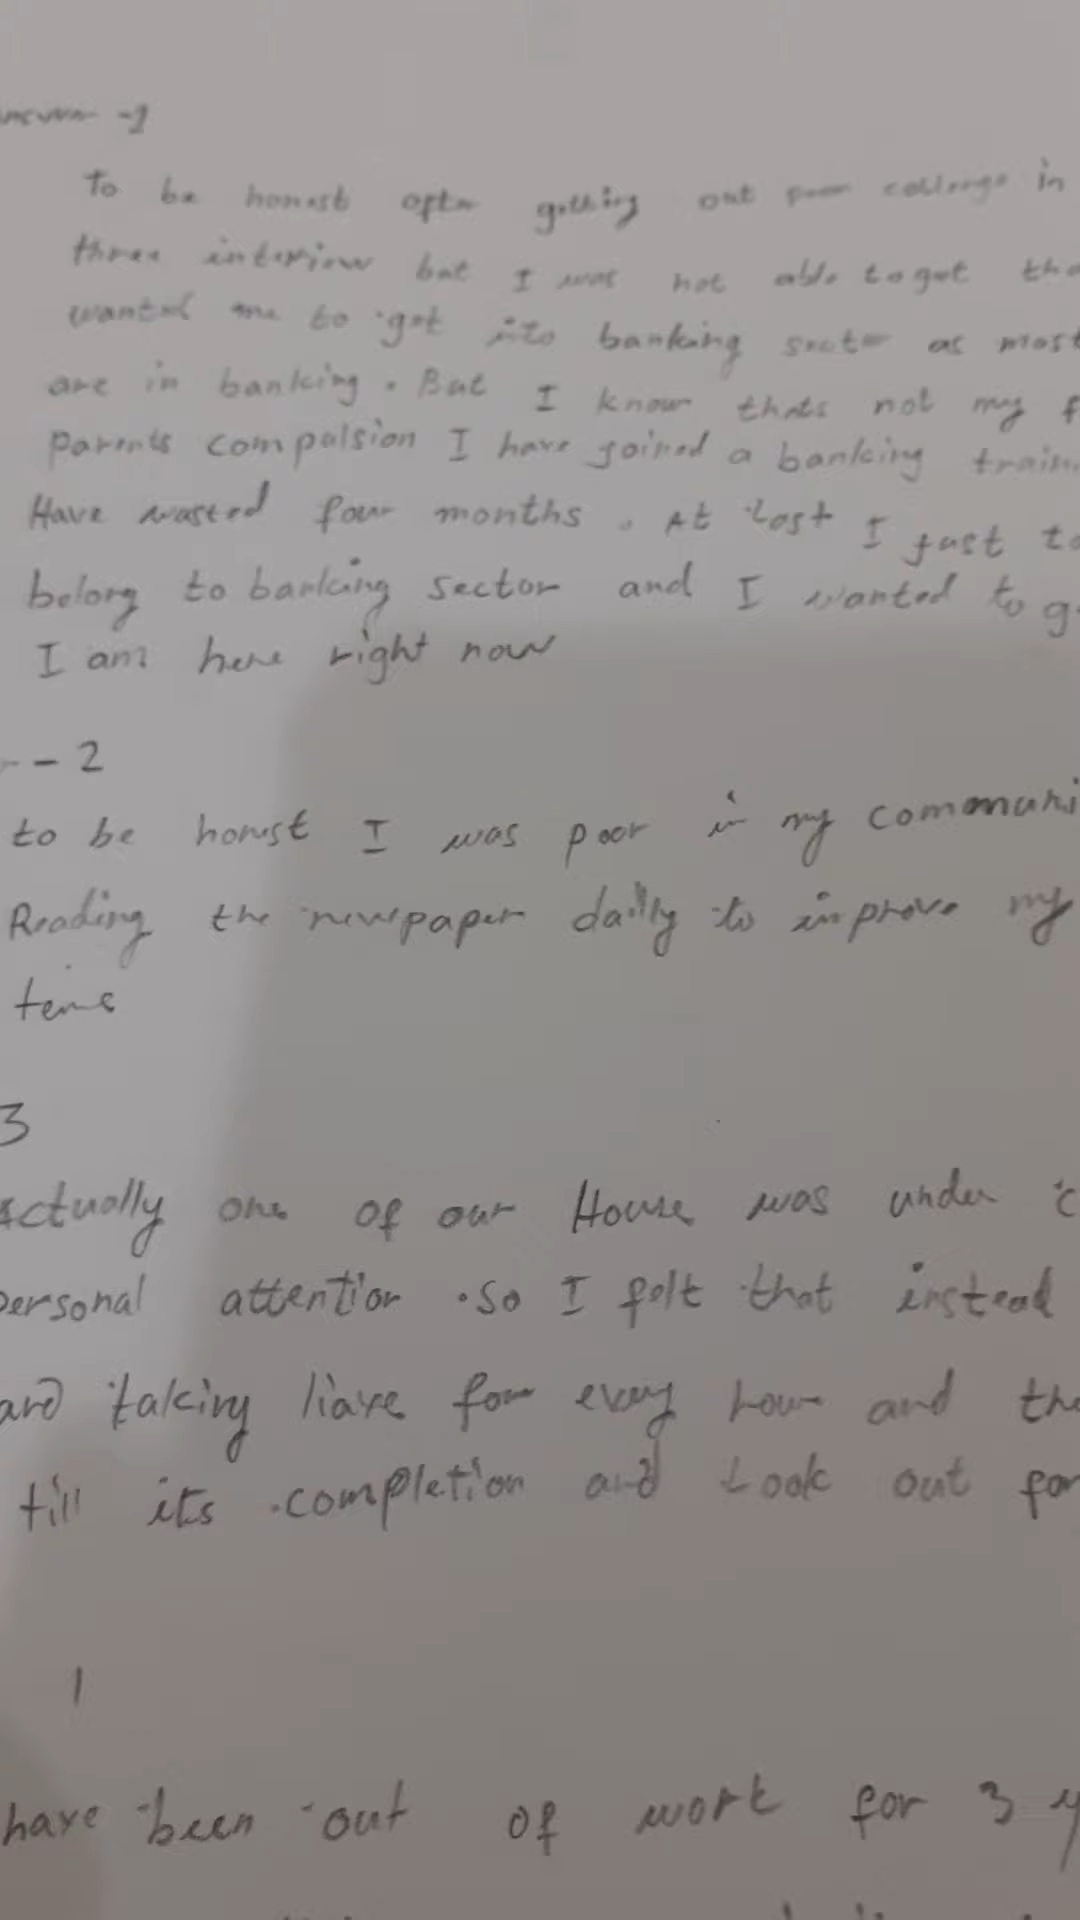 -1
To be honest after getting out from college in
three interview but I was not able to get
wanted me to get into banking sector as most
are in banking. But I know thats not my
parents compulsion I have joined a banking
Have wasted four months. At last I just
belong to banking sector and I wanted to
I am here right now
-- 2
to be honest I was poor in my
Reading the newspaper daily to improve my
3
Actually one of our House was under
personal attention. so I felt that instead
and taking for every hour and
till its completion and Look out for
1
have been out of work for 3